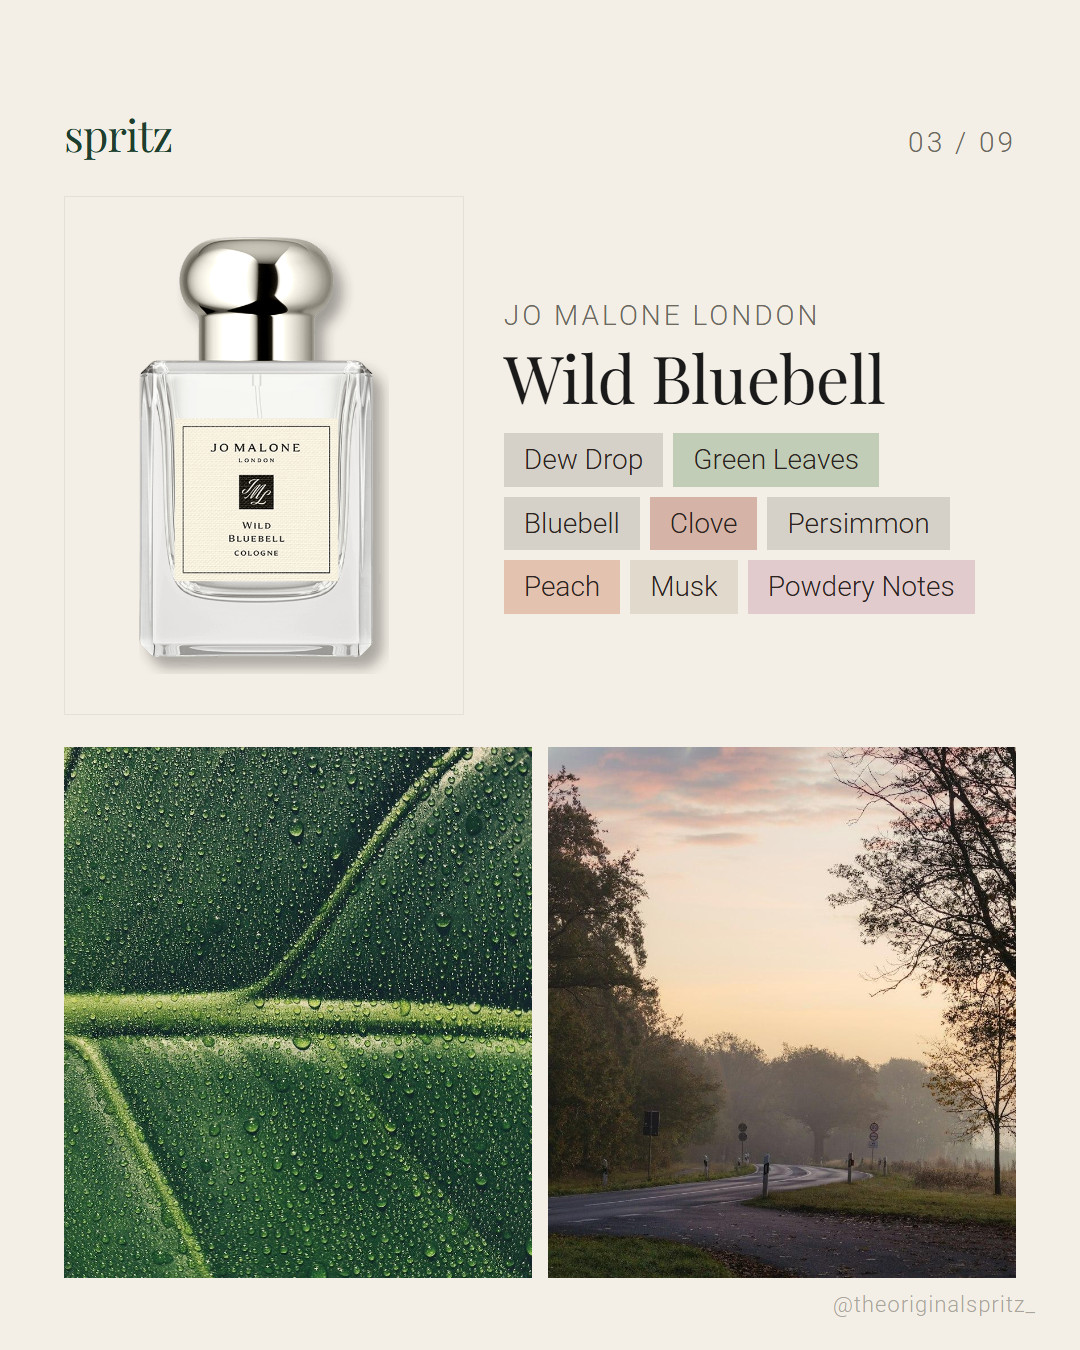 spritz
03 / 09
JO MALONE
LONDON
JML
WILD
BLUEBELL
COLOGNE
JO MALONE LONDON
Wild Bluebell
Dew Drop Green Leaves
Bluebell Clove Persimmon
Peach Musk Powdery Notes
@theoriginalspritz_